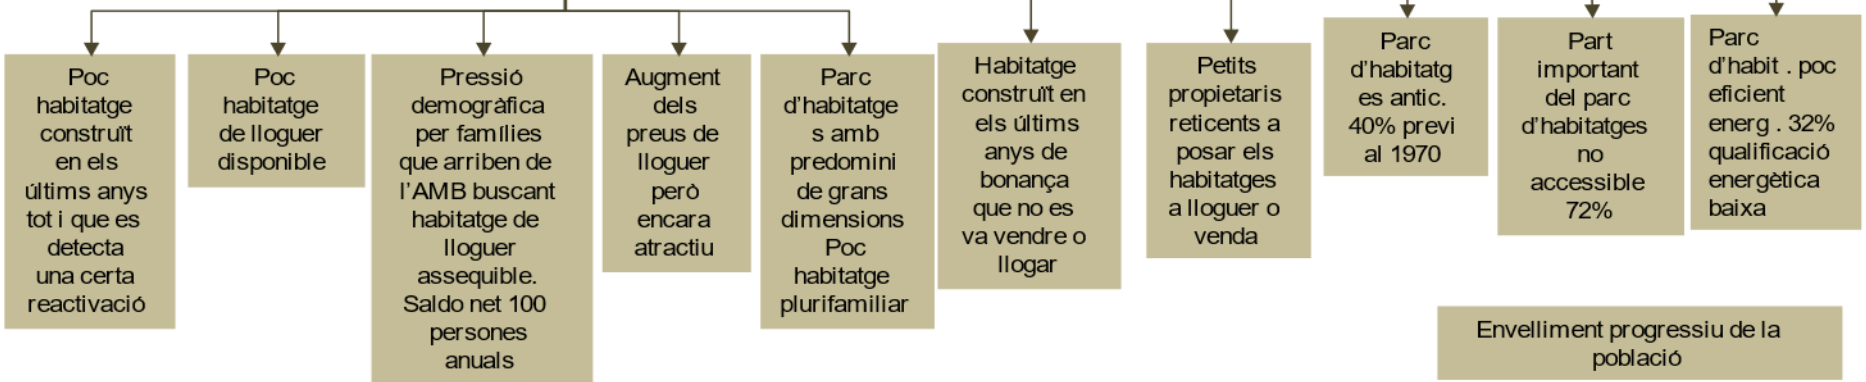 Poc
habitatge
construït
en els
últims anys
tot i que es
detecta
una certa
reactivació
Poc
habitatge
de lloguer
disponible
Pressió
demogràfica
per famílies
que arriben de
l'AMB buscant
habitatge de
lloguer
assequible.
Saldo net 100
persones
anuals
Augment
dels
preus de
lloguer
però
encara
atractiu
Parc
d'habitatge
s amb
predomini
de grans
dimensions
Poc
habitatge
plurifamiliar
Habitatge
construït en
els últims
anys de
bonança
que no es
va vendre o
llogar
Petits
propietaris
reticents a
posar els
habitatges
a lloguer o
venda
Parc
d'habitatg
es antic.
40% previ
al 1970
Part
important
del parc
d'habitatges
no
accessible
72%
Parc
d'habit . poc
eficient
energ . 32%
qualificació
energètica
baixa
Envelliment progressiu de la
població